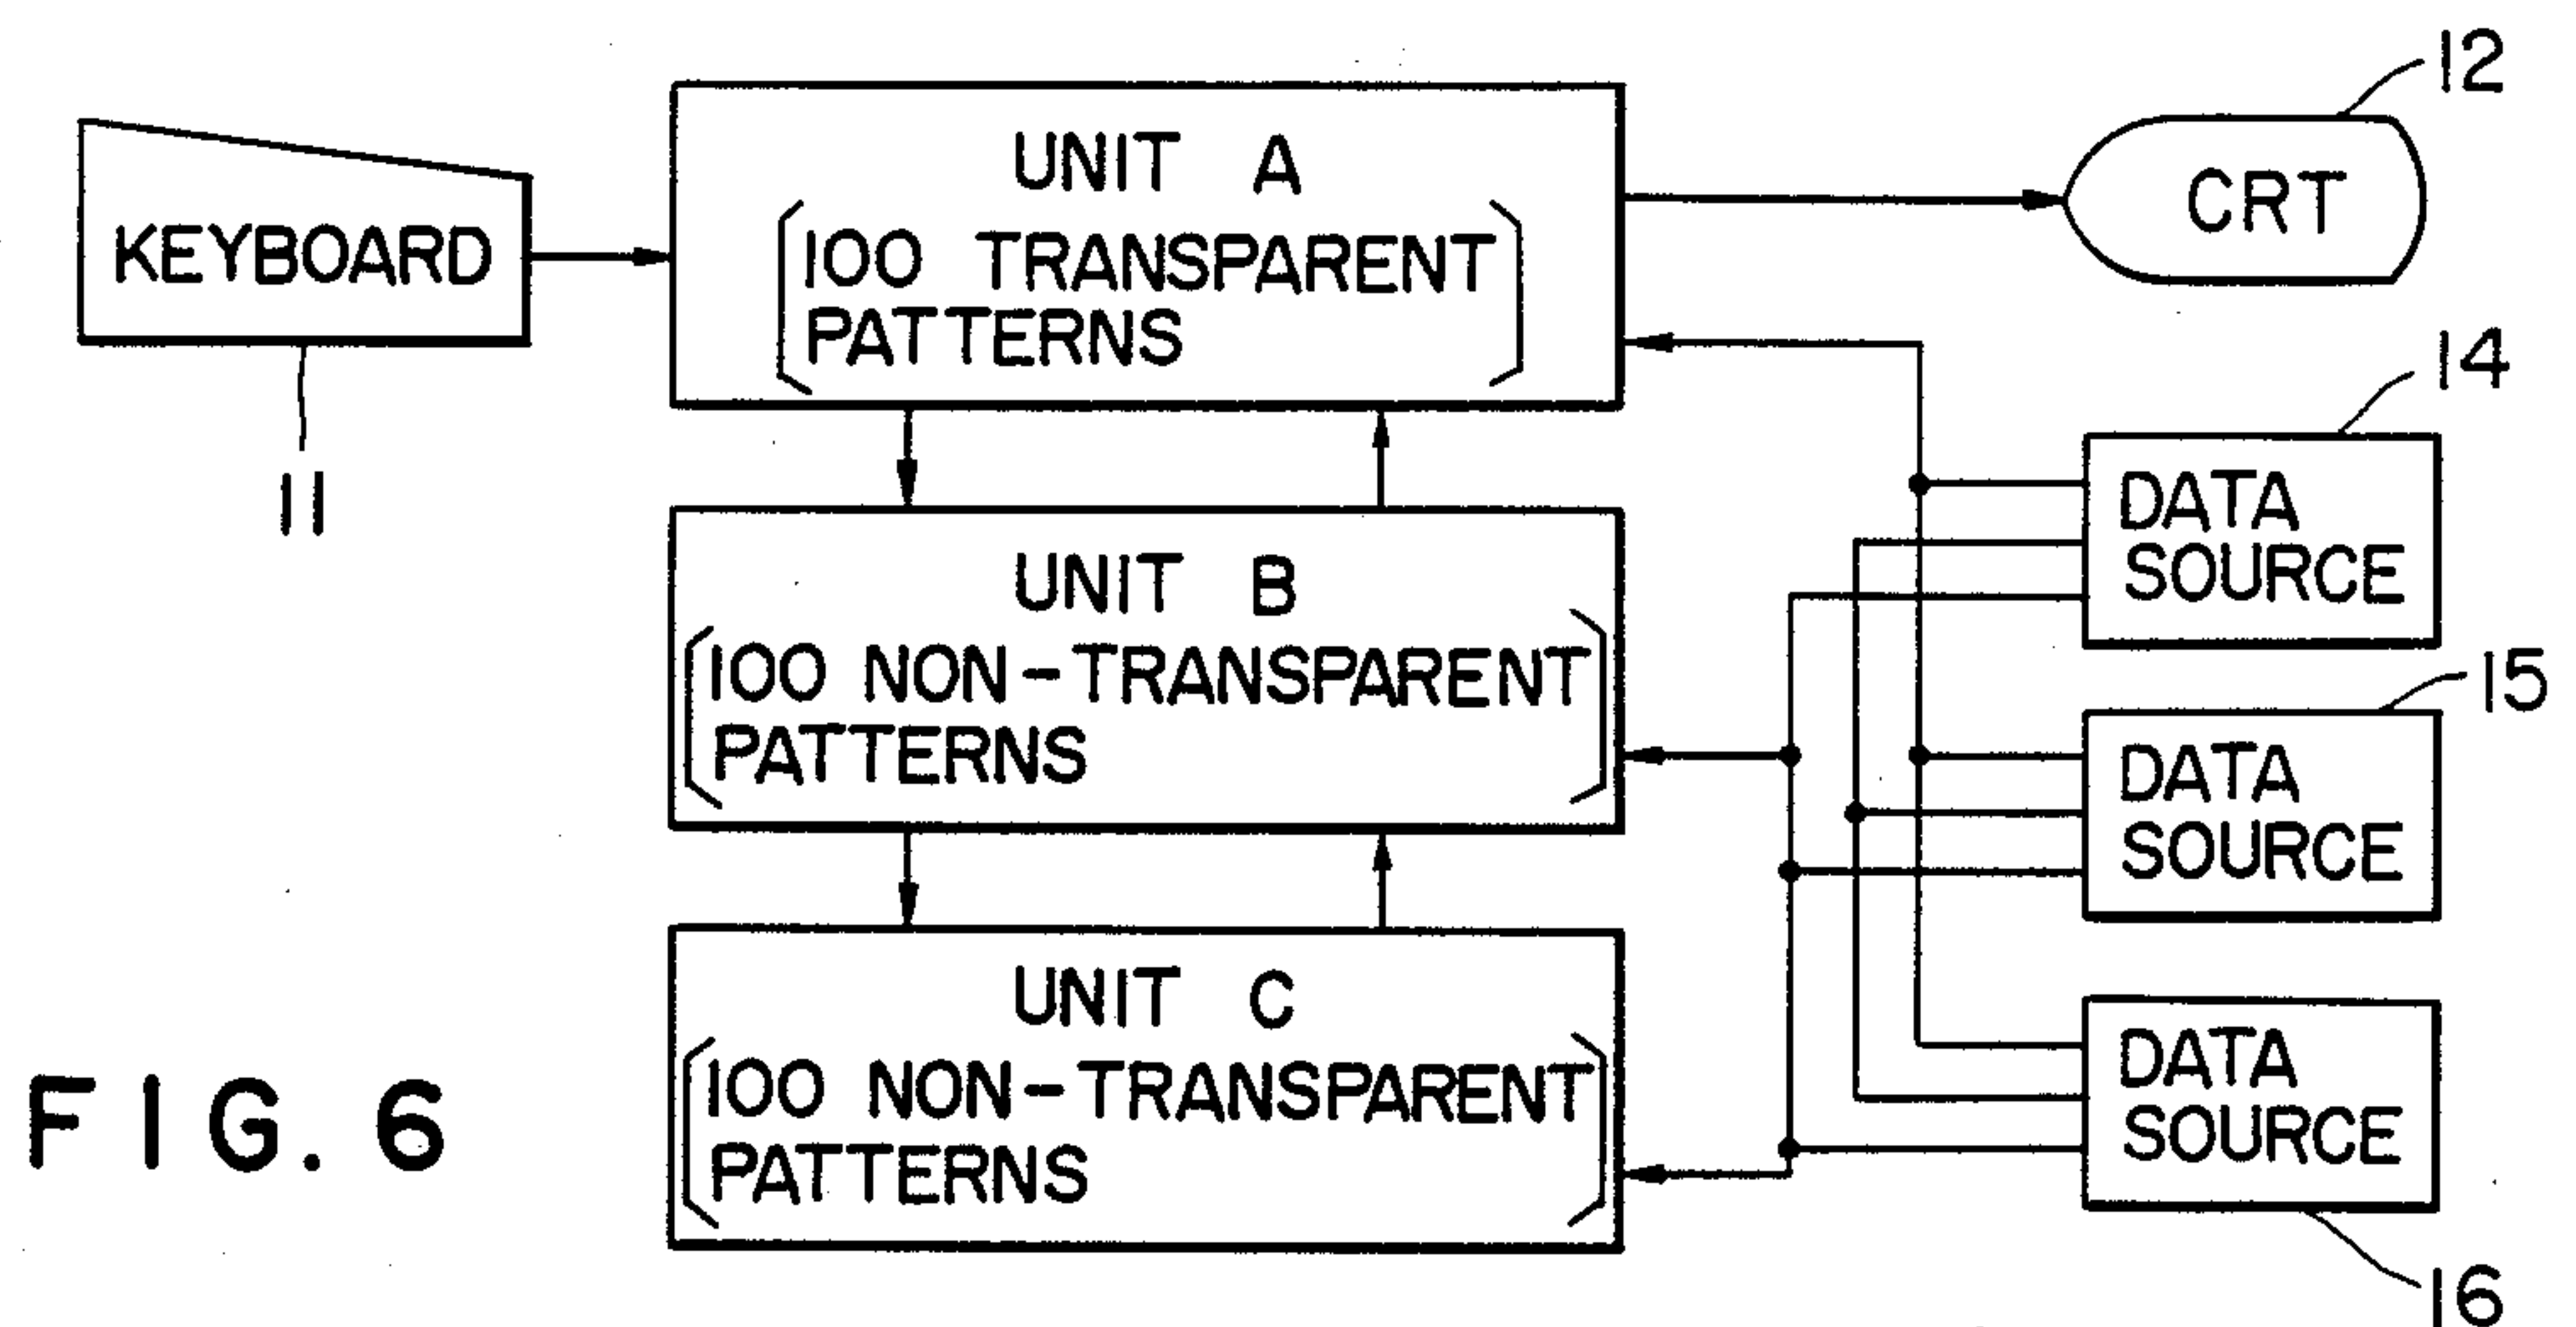 12
UNIT A
KEYBOARD
100 TRANSPARENT
PATTERNS
CRT
14
11
DATA
SOURCE
UNIT B
100 NON-TRANSPARENT
PATTERNS
15
DATA
SOURCE
UNIT C
100 NON-TRANSPARENT
PATTERNS
DATA
SOURCE
16
FIG. 6